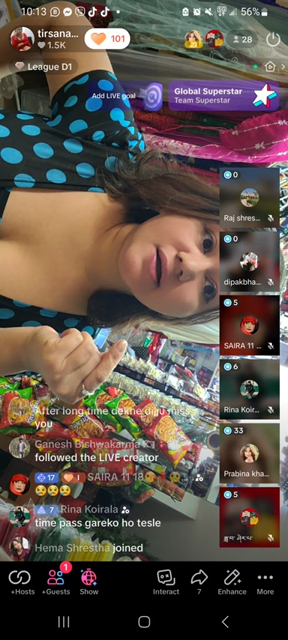 10:13
56%
tirsana...
1.5K
101
28
League D1
Add LIVE goal
Global Superstar
Team Superstar
0
Raj shres...
0
dipakbha...
5
SAIRA 11 ...
6
Rina Koir...
33
Prabina kha...
5
After long time dekhe diju miss
you
Ganesh Bishwakarma
followed the LIVE creator
17
SAIRA 11 18
7
Rina Koirala
time pass gareko ho tesle
Hema Shrestha joined
1
+Hosts
+Guests
Show
Interact
7
Enhance
More